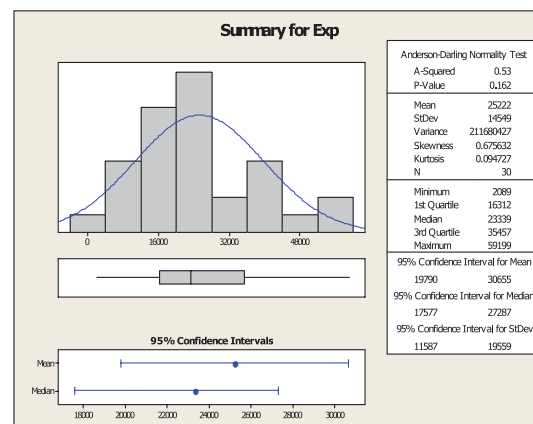 Summary for Exp
0 16000 32000 48000
95% Confidence Intervals
Mean
Median
18000 20000 22000 24000 26000 28000 30000
Anderson-Darling Normality Test
A-Squared 0.53
P-Value 0.162
Mean 25222
StDev 14549
Variance 211680427
Skewness 0.675632
Kurtosis 0.094727
N 30
Minimum 2089
1st Quartile 16312
Median 23339
3rd Quartile 35457
Maximum 59199
95% Confidence Interval for Mean
19790 30655
95% Confidence Interval for Median
17577 27287
95% Confidence Interval for StDev
11587 19559